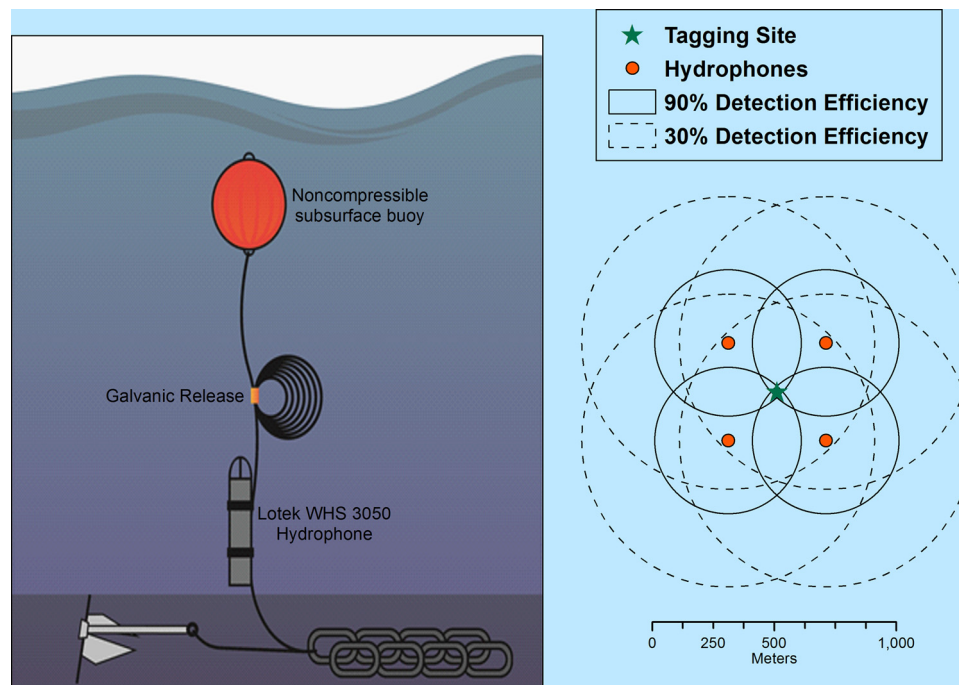 Noncompressible
subsurface buoy
Galvanic Release
Lotek WHS 3050
Hydrophone
Tagging Site
Hydrophones
90% Detection Efficiency
30% Detection Efficiency
0 250 500 1,000
Meters